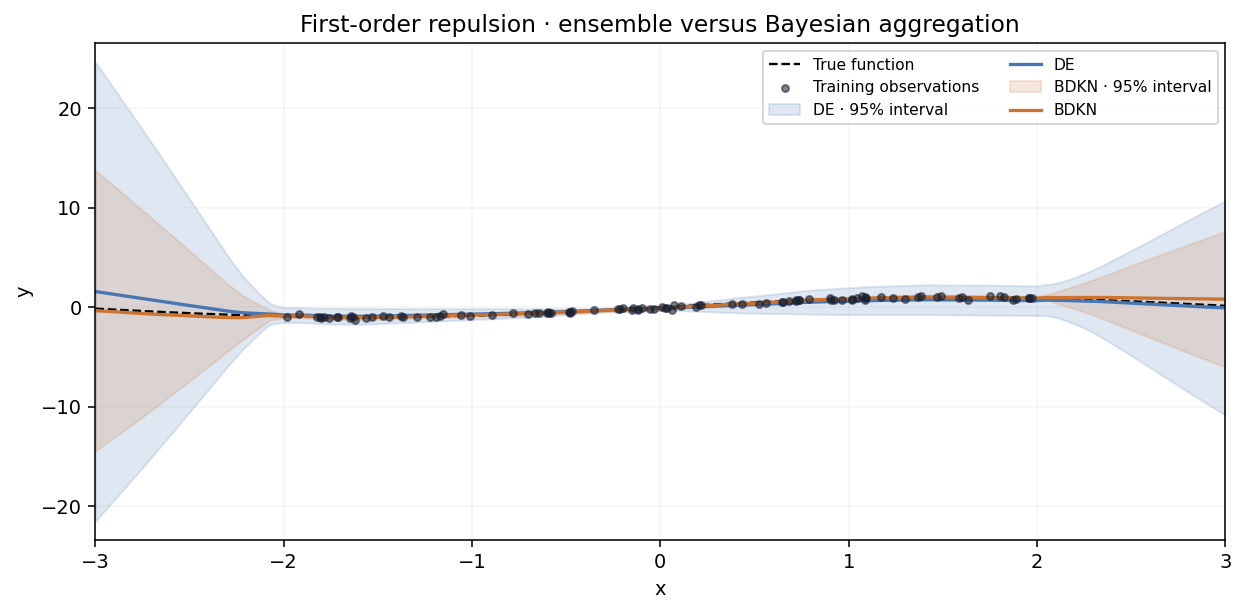 First-order repulsion · ensemble versus Bayesian aggregation
True function
Training observations
DE · 95% interval
DE
BDKN · 95% interval
BDKN
y
20
10
0
−10
−20
−3
−2
−1
0
1
2
3
x